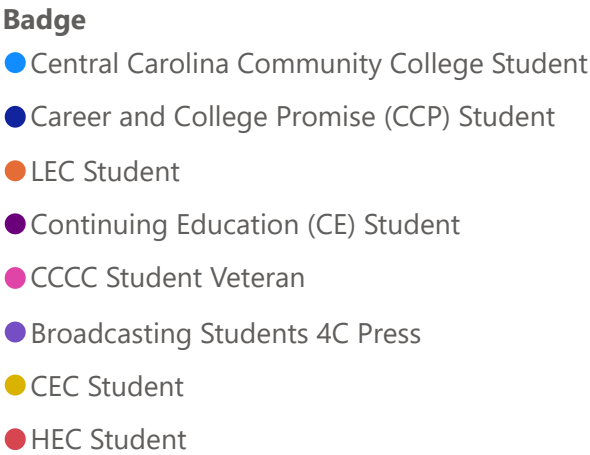 Badge
Central Carolina Community College Student
Career and College Promise (CCP) Student
LEC Student
Continuing Education (CE) Student
CCCC Student Veteran
Broadcasting Students 4C Press
CEC Student
HEC Student